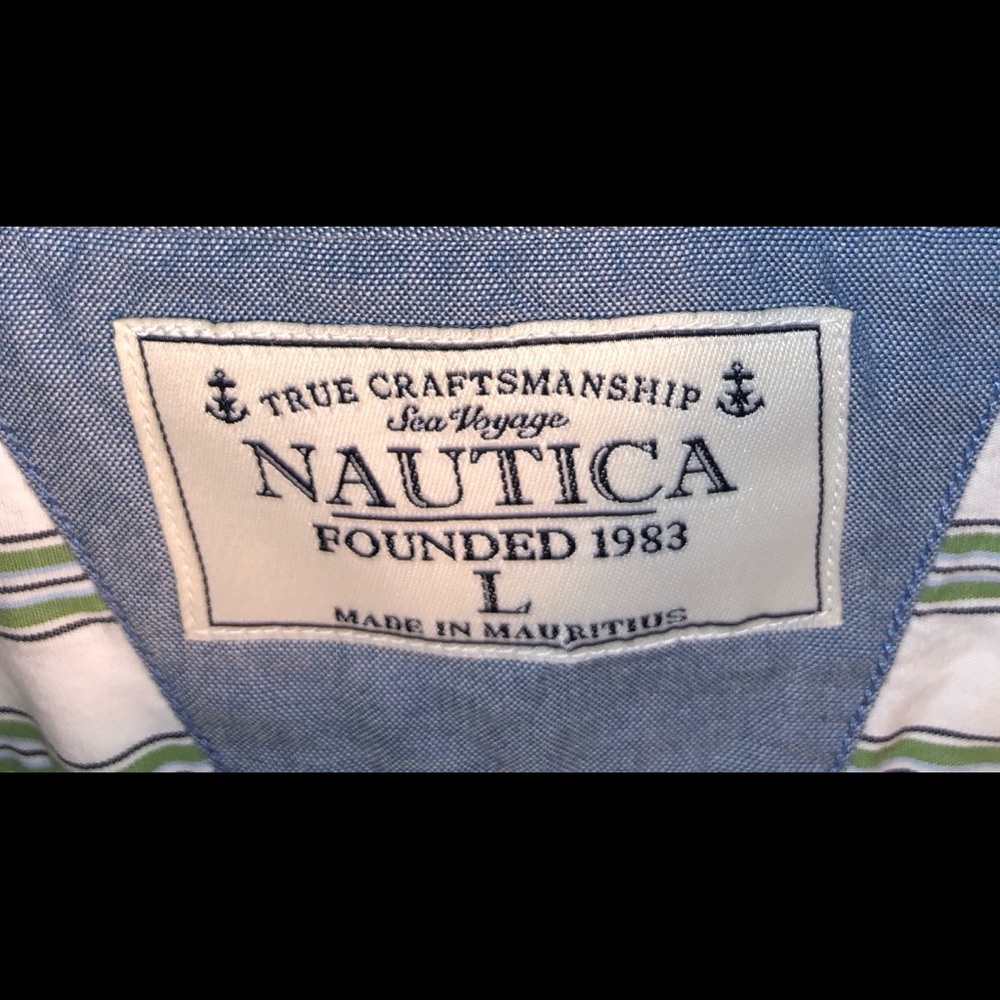 TRUE CRAFTSMANSHIP
Sea Voyage
NAUTICA
FOUNDED 1983
L
MADE IN MAURITIUS